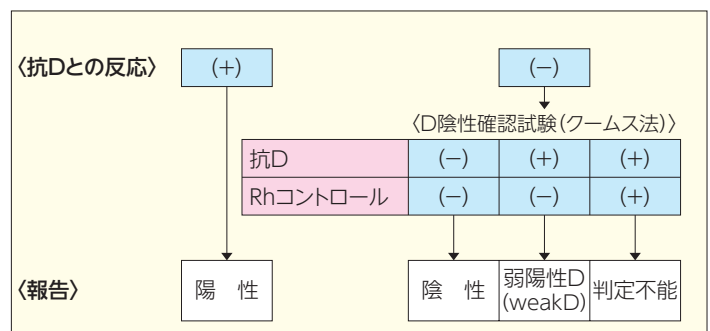 〈抗Dとの反応〉 (+) (−)
〈D陰性確認試験(クームス法)〉
抗D (−) (+) (+)
Rhコントロール (−) (−) (+)
〈報告〉 陽 性 陰 性 弱陽性D 判定不能
(weakD)